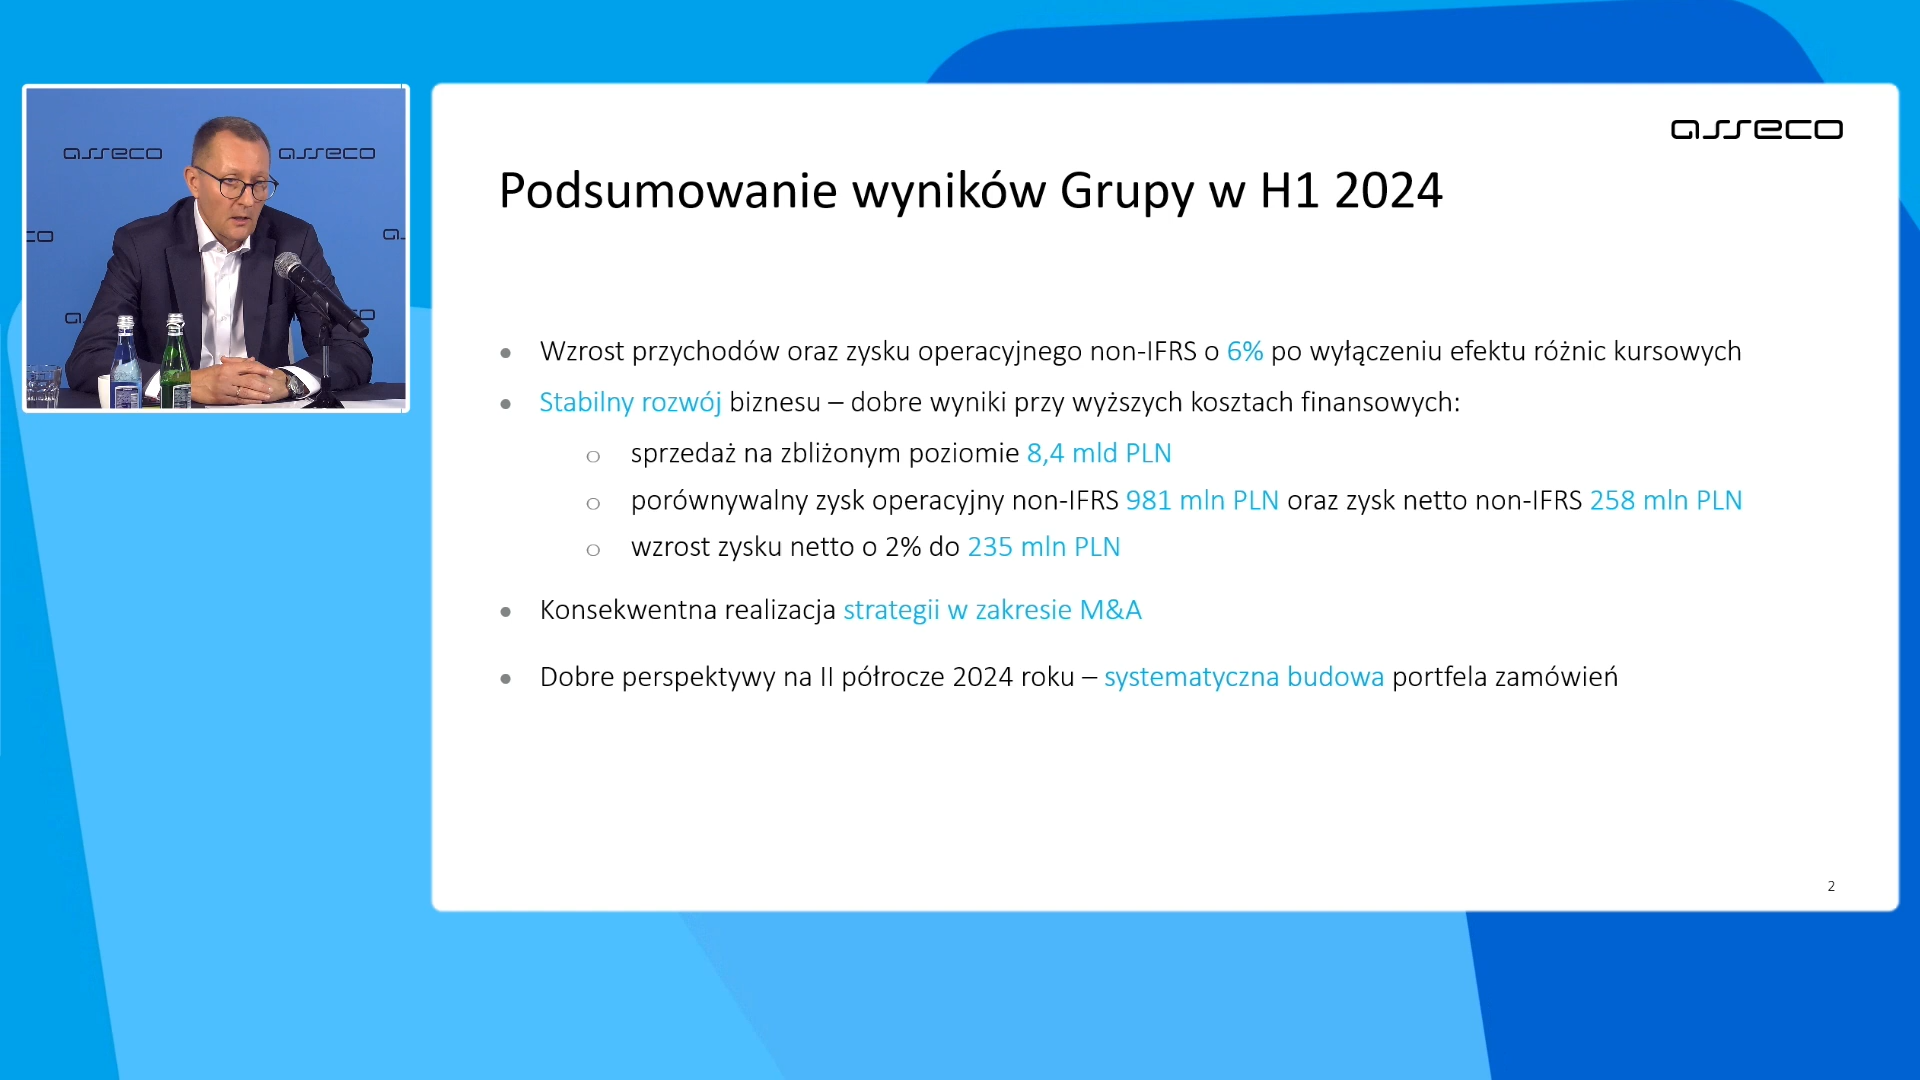 asseco
asseco
asseco
co
a
a
co
Podsumowanie wyników Grupy w H1 2024
Wzrost przychodów oraz zysku operacyjnego non-IFRS o 6% po wyłączeniu efektu różnic kursowych
Stabilny rozwój biznesu – dobre wyniki przy wyższych kosztach finansowych:
sprzedaż na zbliżonym poziomie 8,4 mld PLN
porównywalny zysk operacyjny non-IFRS 981 mln PLN oraz zysk netto non-IFRS 258 mln PLN
wzrost zysku netto o 2% do 235 mln PLN
Konsekwentna realizacja strategii w zakresie M&A
Dobre perspektywy na II półrocze 2024 roku – systematyczna budowa portfela zamówień
2